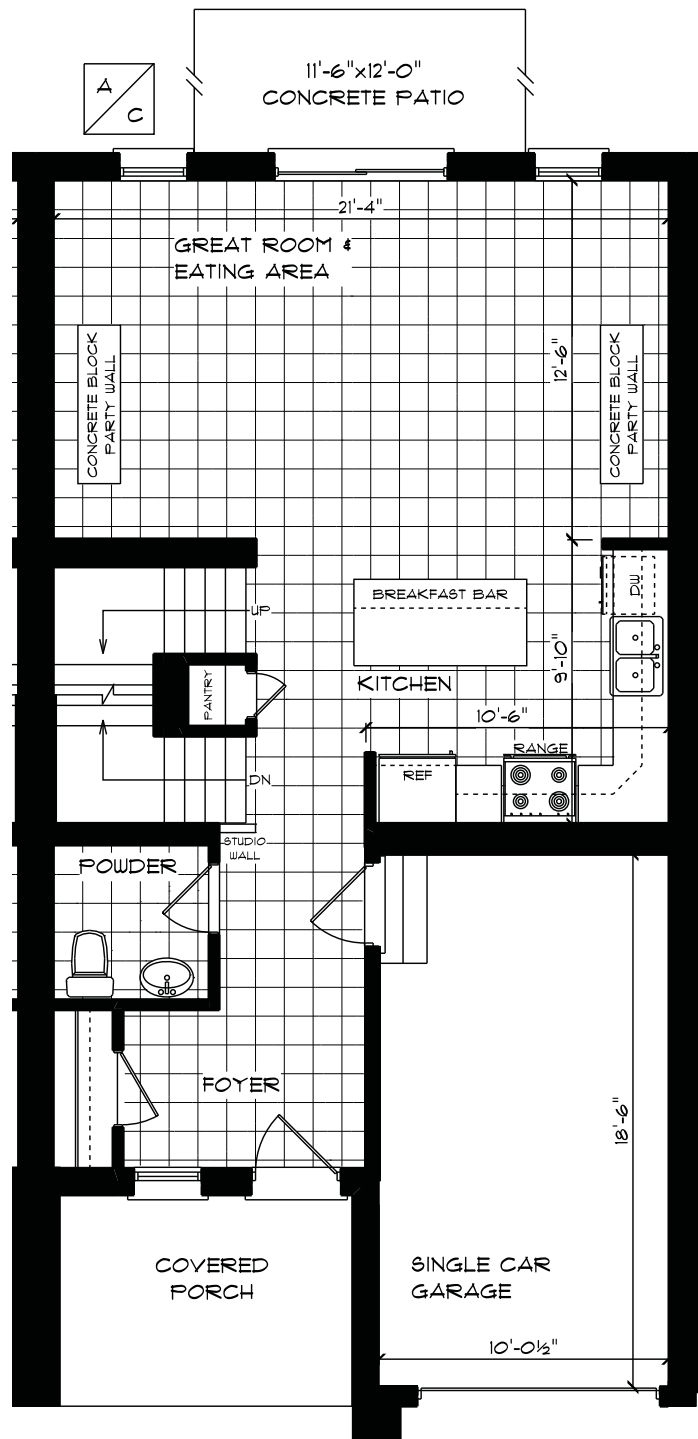 11'-6"x12'-0"
CONCRETE PATIO
A
C
21'-4"
GREAT ROOM &
EATING AREA
CONCRETE BLOCK
PARTY WALL
12'-6"
CONCRETE BLOCK
PARTY WALL
BREAKFAST BAR
DW
UP
PANTRY
KITCHEN
9'-10"
10'-6"
REF
RANGE
DN
STUDIO
WALL
POWDER
FOYER
18'-6"
COVERED
PORCH
SINGLE CAR
GARAGE
10'-0½"